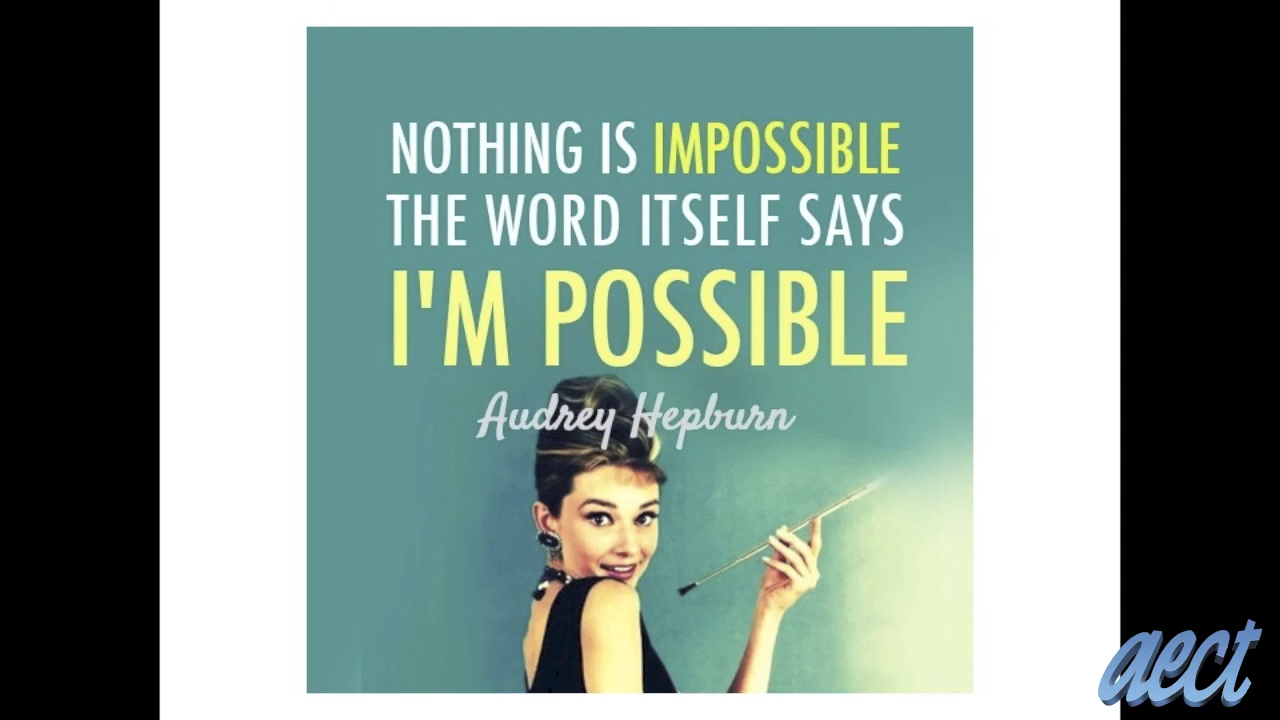 NOTHING IS IMPOSSIBLE
THE WORD ITSELF SAYS
I'M POSSIBLE
Audrey Hepburn
aect